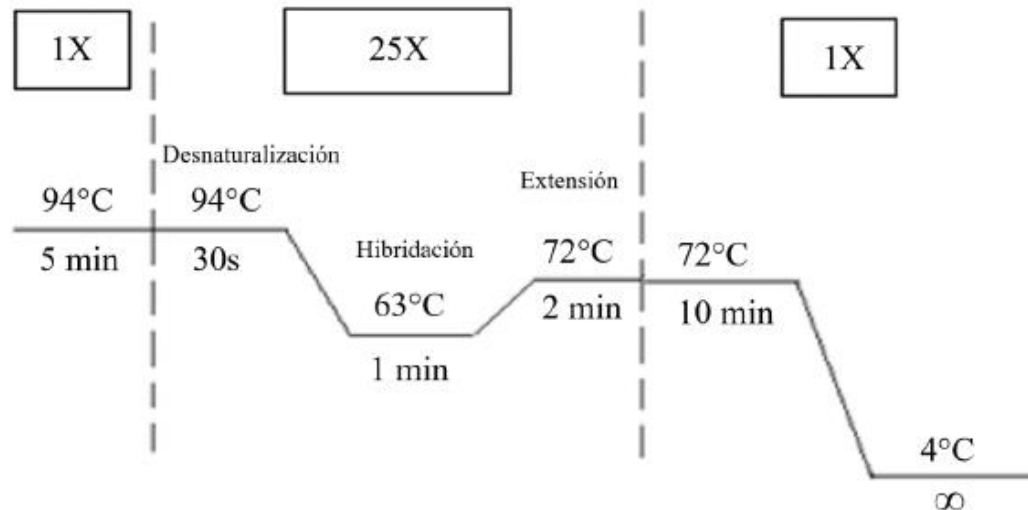 1X
25X
1X
Desnaturalización
Extensión
94°C
94°C
Hibridación
72°C
72°C
5 min
30s
63°C
2 min
10 min
1 min
4°C
∞